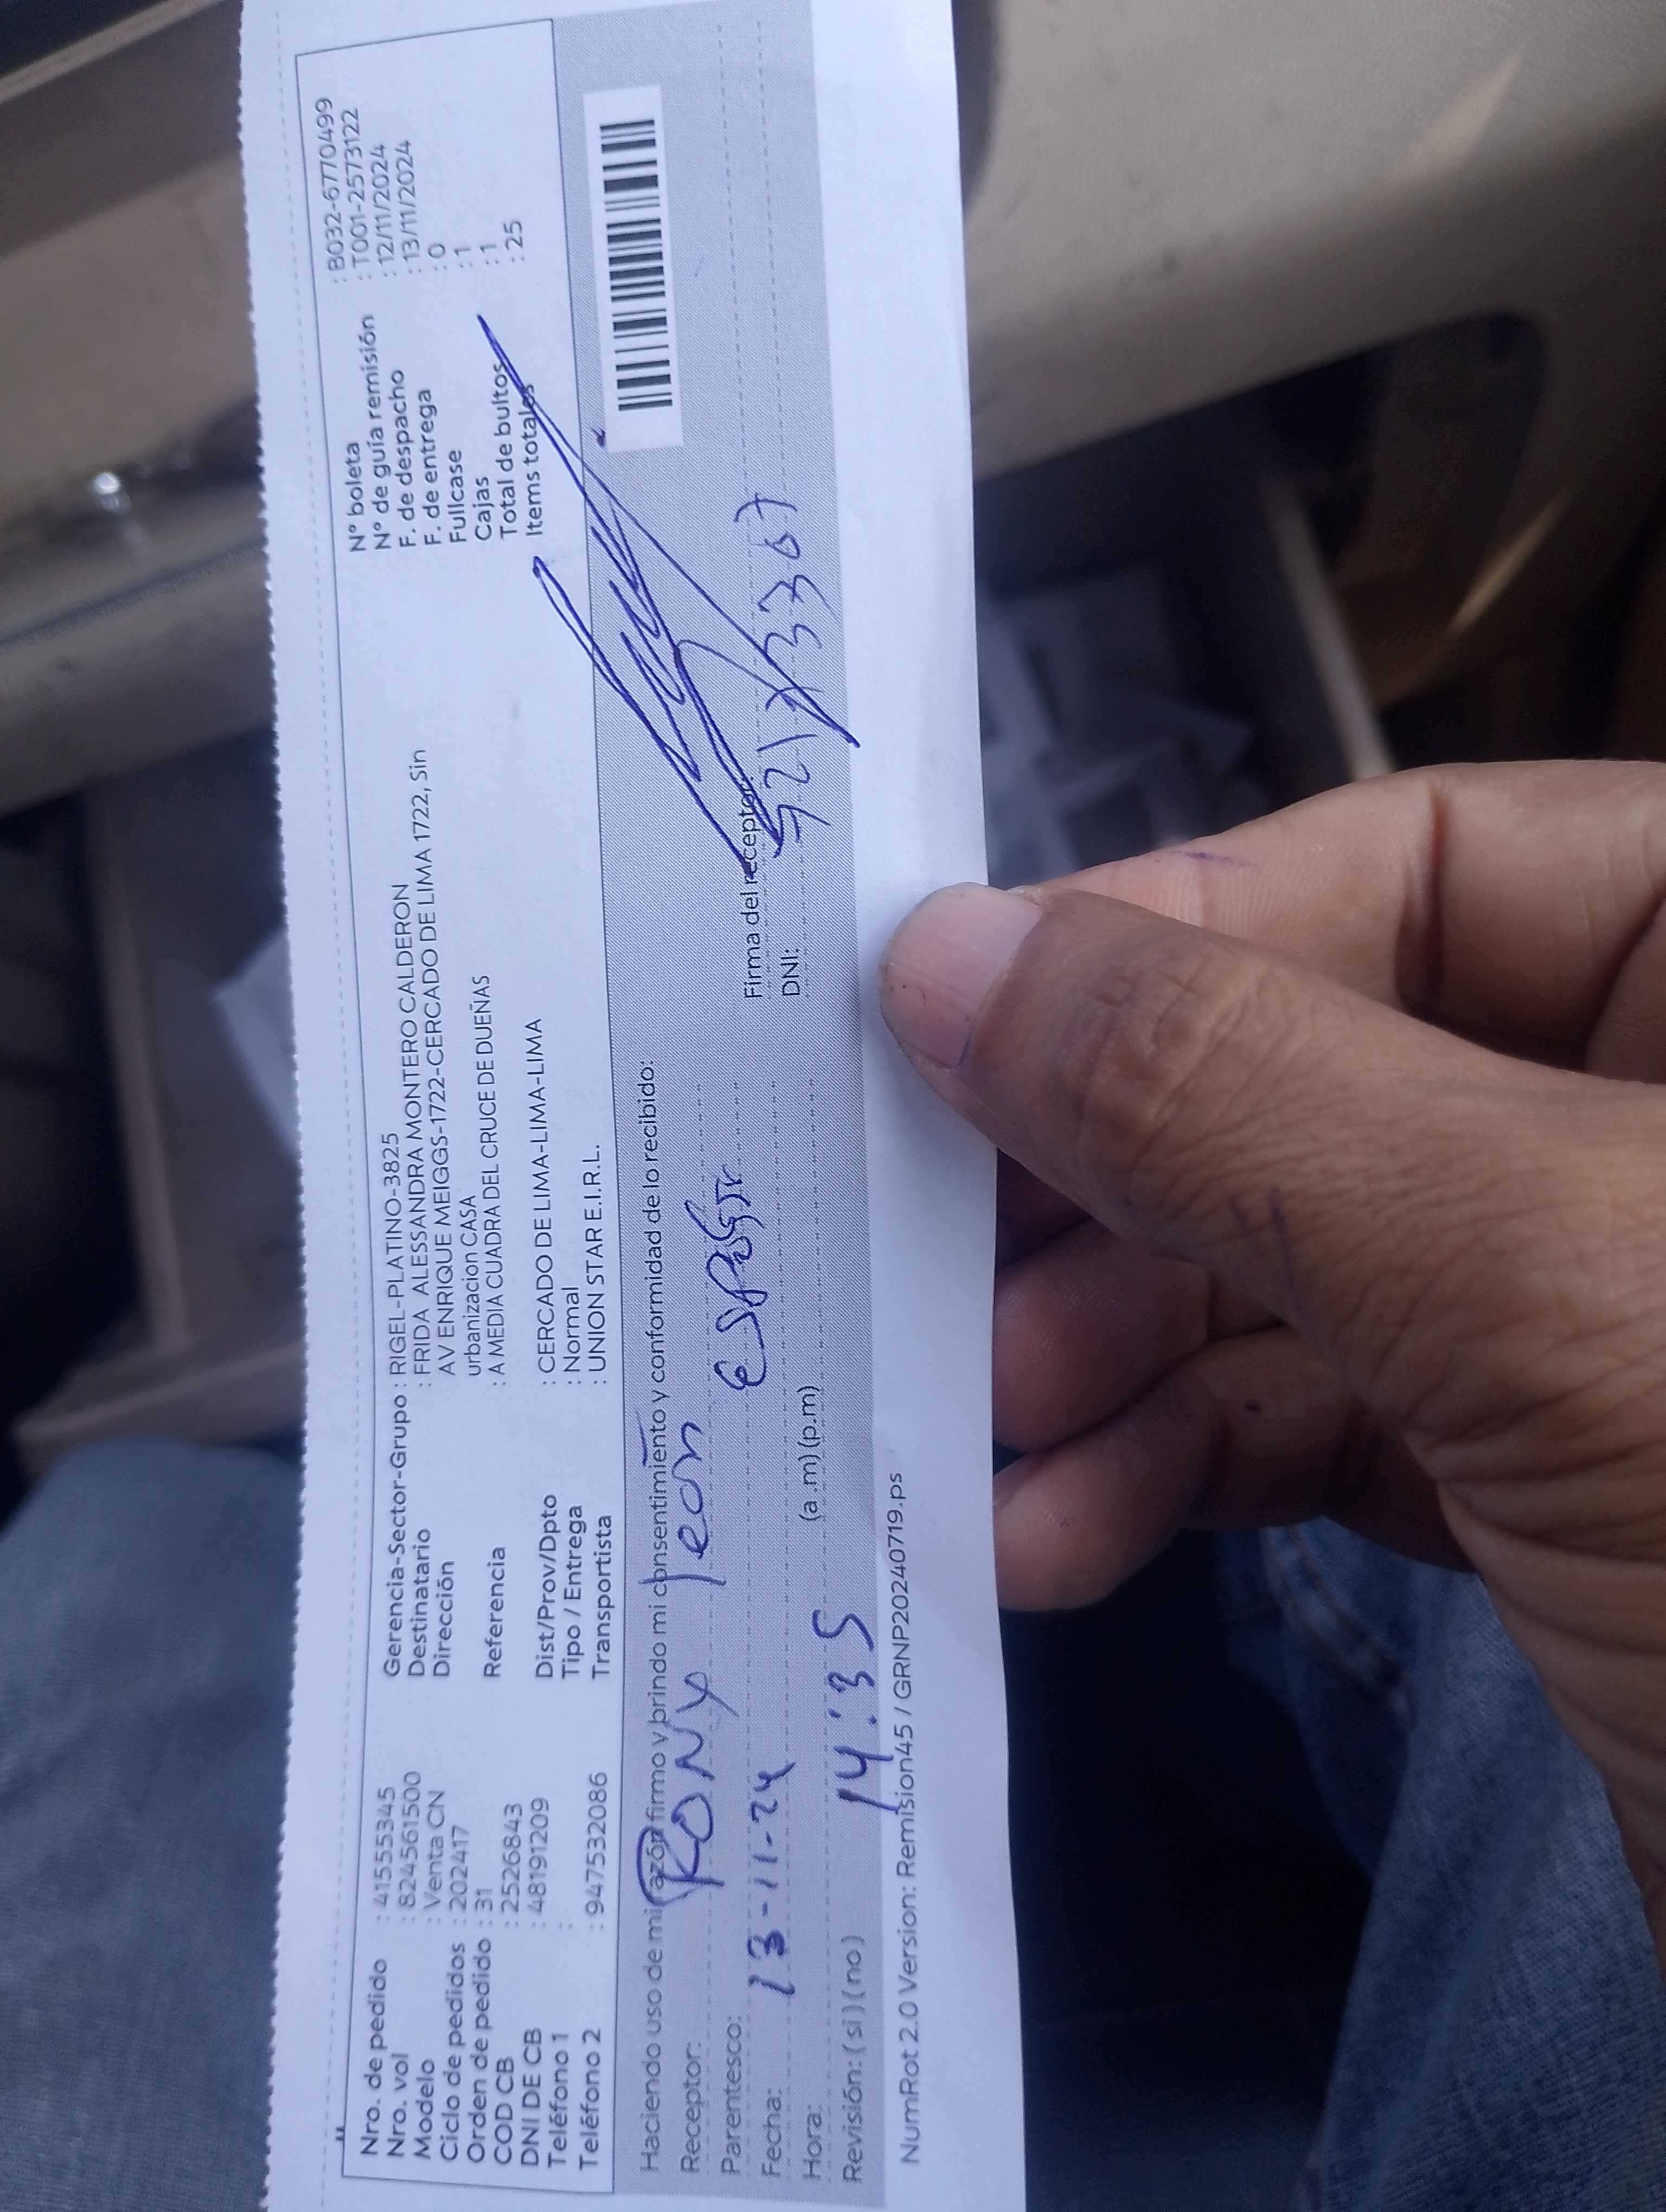 Nro. de pedido : 41555345
Nro. vol : 824561500
Modelo : Venta CN
Ciclo de pedidos : 202417
Orden de pedido : 31
COD CB : 2526843
DNI DE CB : 48191209
Teléfono 1 :
Teléfono 2 : 947532086
Gerencia-Sector-Grupo : RIGEL-PLATINO-3825
Destinatario : FRIDA ALESSANDRA MONTERO CALDERON
Dirección AV ENRIQUE MEIGGS-1722-CERCADO DE LIMA 1722, Sin
urbanizacion CASA
Referencia : A MEDIA CUADRA DEL CRUCE DE DUEÑAS
Dist/Prov/Dpto : CERCADO DE LIMA-LIMA-LIMA
Tipo / Entrega : Normal
Transportista : UNION STAR E.I.R.L.
N° boleta : B032-6770499
N° de guía remisión : T001-2573122
F. de despacho : 12/11/2024
F. de entrega : 13/11/2024
Fullcase : 0
Cajas : 1
Total de bultos : 1
Items totales : 25
Haciendo uso de mi razón firmo y brindo mi consentimiento y conformidad de lo recibido:
Receptor: RONY leon
Parentesco:
Fecha: 13-11-24
Hora: 14:35 (a .m) (p.m)
Revisión: ( si ) ( no )
Firma del receptor:
DNI:
NumRot 2.0 Version: Remision45 / GRNP20240719.ps